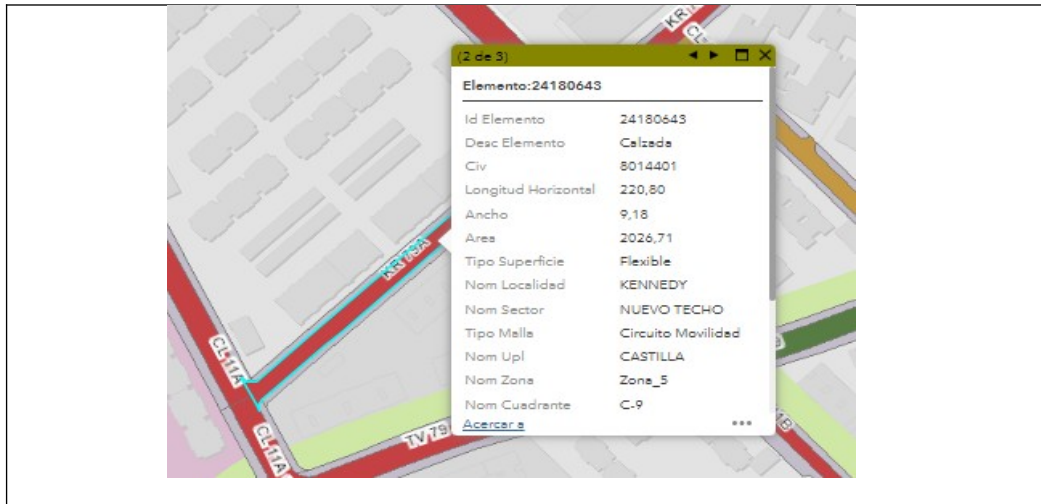 (2 de 3)
Elemento:24180643
Id Elemento 24180643
Desc Elemento Calzada
Civ 8014401
Longitud Horizontal 220,80
Ancho 9,18
Area 2026,71
Tipo Superficie Flexible
Nom Localidad KENNEDY
Nom Sector NUEVO TECHO
Tipo Malla Circuito Movilidad
Nom Upl CASTILLA
Nom Zona Zona_5
Nom Cuadrante C-9
Acercar a
KR 79A
CL 11A
CL 11A
TV 79